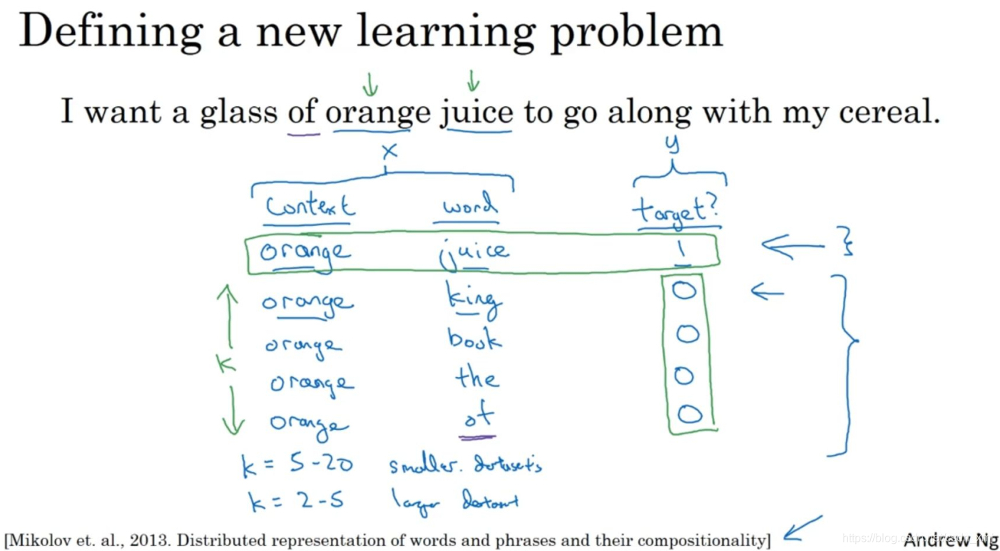 Defining a new learning problem
I want a glass of orange juice to go along with my cereal.
x y
Context word target?
orange juice 1
orange king 0
orange book 0
k
orange the 0
orange of 0
k = 5-20 smaller. datasets
k = 2-5 larger dataset
[Mikolov et. al., 2013. Distributed representation of words and phrases and their compositionality]
Andrew Ng